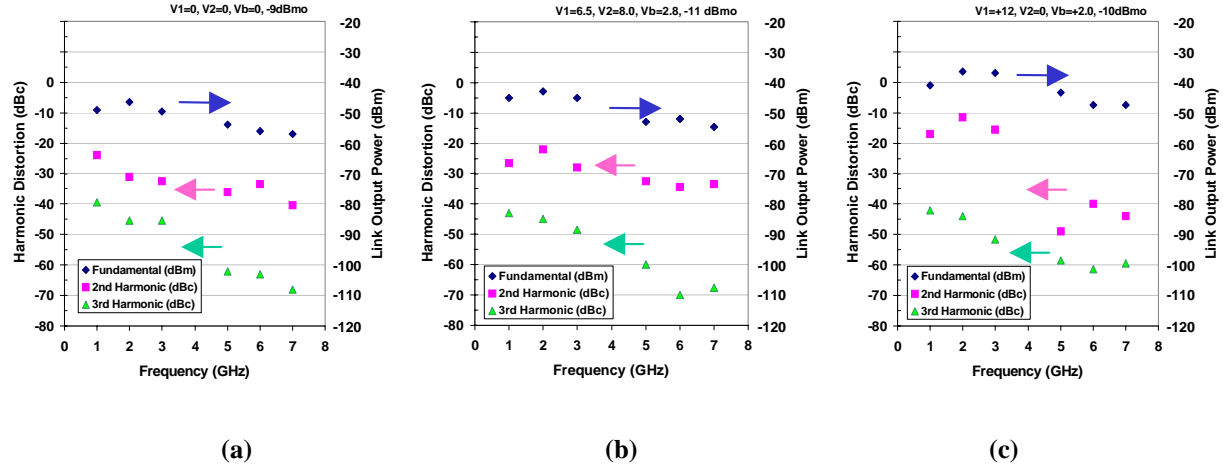 V1=0, V2=0, Vb=0, -9dBmo
0
-10
-20
-30
-40
-50
-60
-70
-80
Harmonic Distortion (dBc)
-20
-30
-40
-50
-60
-70
-80
-90
-100
-110
-120
Link Output Power (dBm)
Fundamental (dBm)
2nd Harmonic (dBc)
3rd Harmonic (dBc)
0 1 2 3 4 5 6 7 8
Frequency (GHz)
(a)
V1=6.5, V2=8.0, Vb=2.8, -11 dBmo
0
-10
-20
-30
-40
-50
-60
-70
-80
Harmonic Distortion (dBc)
-20
-30
-40
-50
-60
-70
-80
-90
-100
-110
-120
Link Output Power (dBm)
Fundamental (dBm)
2nd Harmonic (dBc)
3rd Harmonic (dBc)
0 1 2 3 4 5 6 7 8
Frequency (GHz)
(b)
V1=+12, V2=0, Vb=+2.0, -10dBmo
0
-10
-20
-30
-40
-50
-60
-70
-80
Harmonic Distortion (dBc)
-20
-30
-40
-50
-60
-70
-80
-90
-100
-110
-120
Link Output Power (dBm)
Fundamental (dBm)
2nd Harmonic (dBc)
3rd Harmonic (dBc)
0 1 2 3 4 5 6 7 8
Frequency (GHz)
(c)